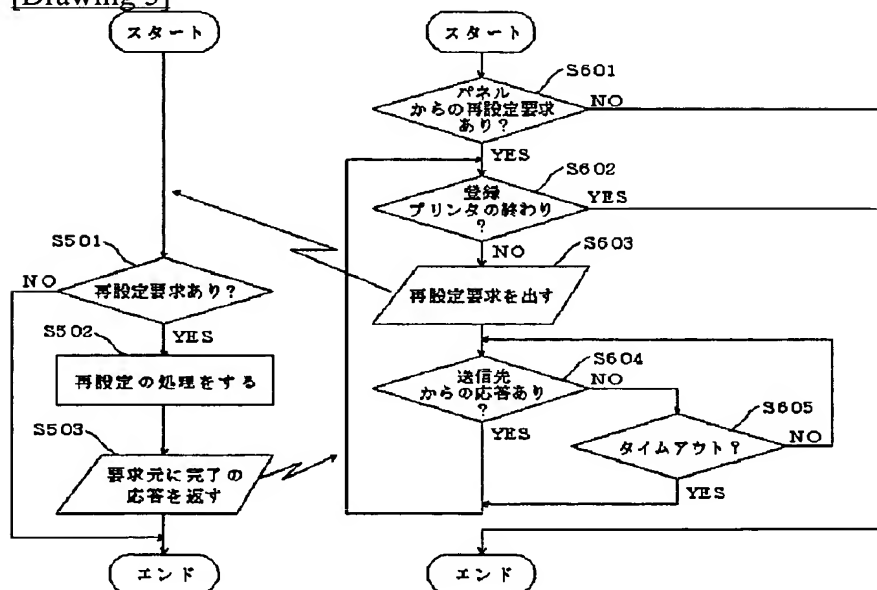 スタート
S501
再設定要求あり?
NO
YES
S502
再設定の処理をする
S503
要求元に完了の
応答を返す
エンド
スタート
S601
パネル
からの再設定要求
あり?
NO
YES
S602
登録
プリンタの終わり
?
YES
NO
S603
再設定要求を出す
S604
送信先
からの応答あり
?
NO
YES
S605
タイムアウト?
NO
YES
エンド